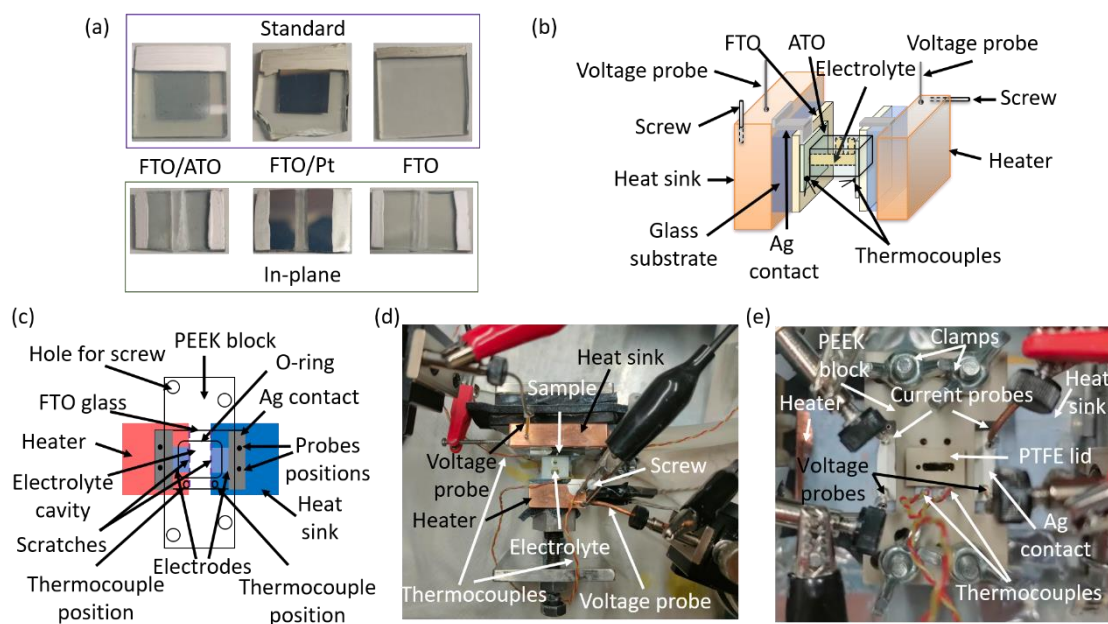 (a)
Standard
FTO/ATO
FTO/Pt
FTO
In-plane
(b)
FTO
ATO
Electrolyte
Voltage probe
Voltage probe
Screw
Screw
Heat sink
Heater
Glass
substrate
Ag
contact
Thermocouples
(c)
PEEK block
Hole for screw
O-ring
FTO glass
Ag contact
Heater
Probes
positions
Electrolyte
cavity
Heat
sink
Scratches
Electrodes
Thermocouple
position
Thermocouple
position
(d)
Heat sink
Sample
Voltage
probe
Screw
Heater
Electrolyte
Thermocouples
Voltage probe
(e)
Clamps
PEEK
block
Current probes
Heater
Heat
sink
PTFE lid
Voltage
probes
Ag
contact
Thermocouples